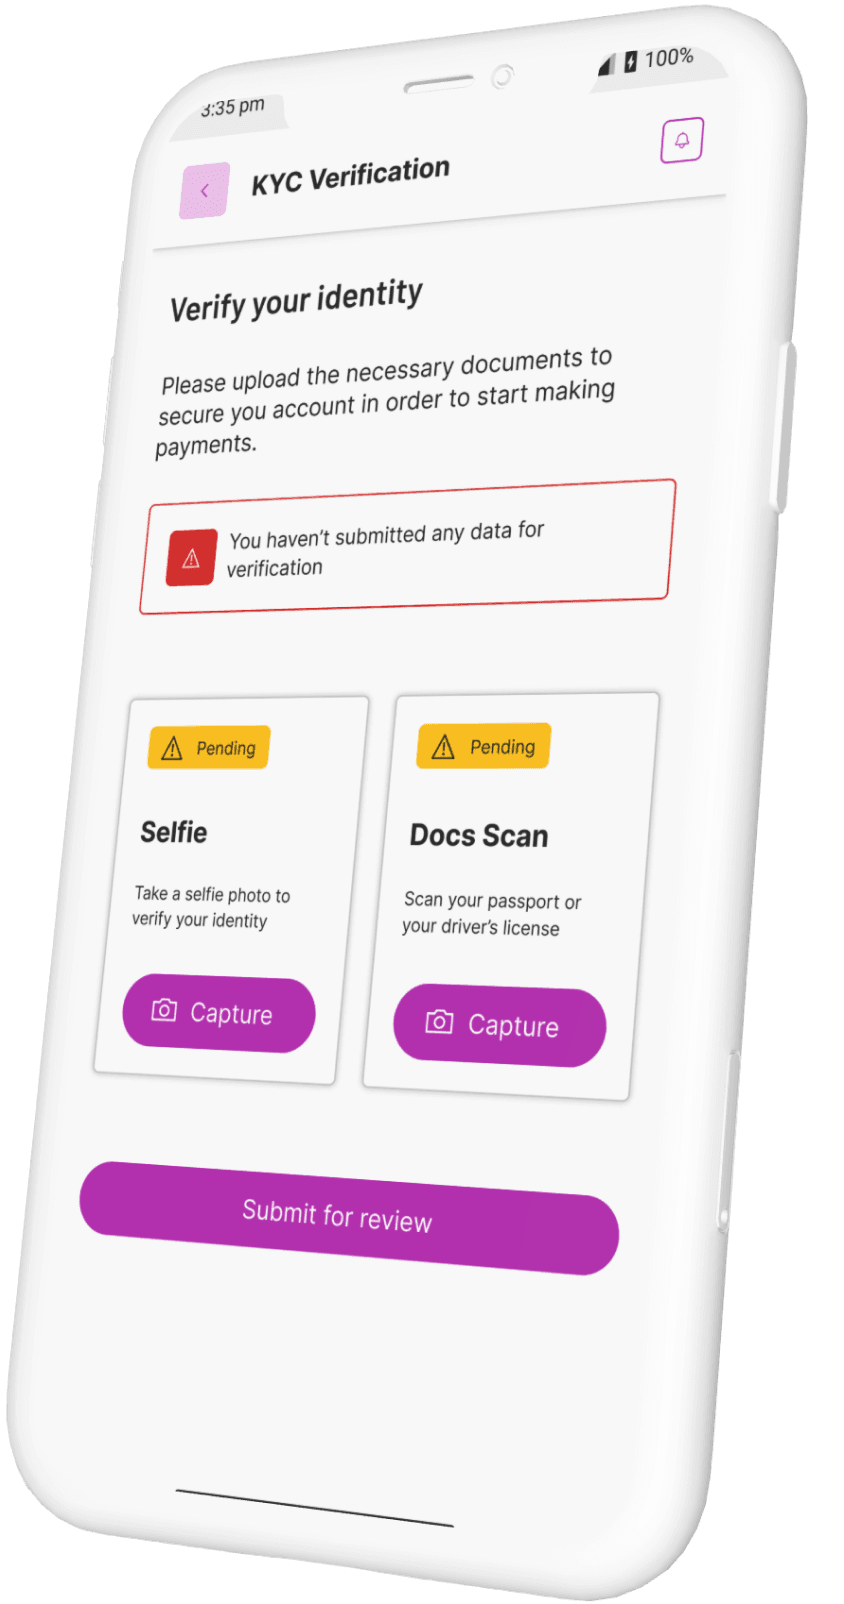 3:35 pm
100%
KYC Verification
Verify your identity
Please upload the necessary documents to
secure you account in order to start making
payments.
You haven't submitted any data for
verification
Pending
Selfie
Take a selfie photo to
verify your identity
Capture
Pending
Docs Scan
Scan your passport or
your driver's license
Capture
Submit for review